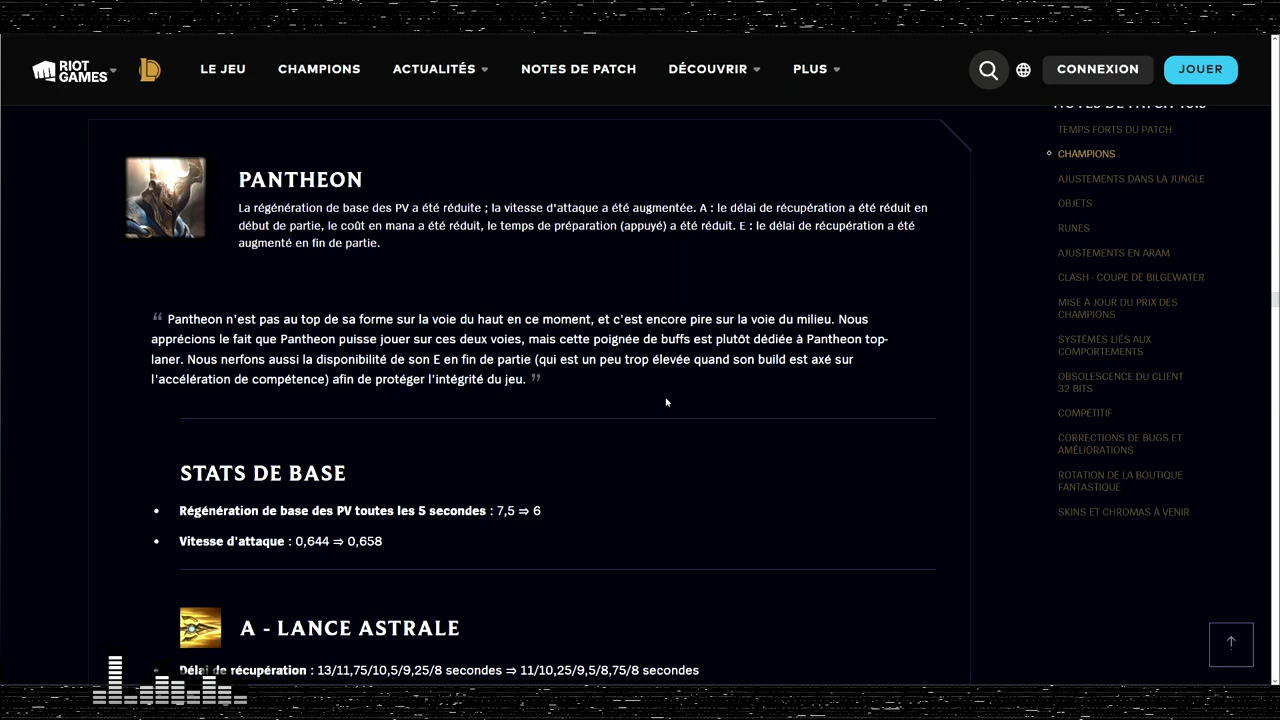 RIOT GAMES
LE JEU
CHAMPIONS
ACTUALITÉS
NOTES DE PATCH
DÉCOUVRIR
PLUS
CONNEXION
JOUER
PANTHEON
La régénération de base des PV a été réduite ; la vitesse d'attaque a été augmentée. A : le délai de récupération a été réduit en
début de partie, le coût en mana a été réduit, le temps de préparation (appuyé) a été réduit. E : le délai de récupération a été
augmenté en fin de partie.
“ Pantheon n'est pas au top de sa forme sur la voie du haut en ce moment, et c'est encore pire sur la voie du milieu. Nous
apprécions le fait que Pantheon puisse jouer sur ces deux voies, mais cette poignée de buffs est plutôt dédiée à Pantheon top-
laner. Nous nerfons aussi la disponibilité de son E en fin de partie (qui est un peu trop élevée quand son build est axé sur
l'accélération de compétence) afin de protéger l'intégrité du jeu. ”
STATS DE BASE
• Régénération de base des PV toutes les 5 secondes : 7,5 ⇒ 6
• Vitesse d'attaque : 0,644 ⇒ 0,658
A - LANCE ASTRALE
• Délai de récupération : 13/11,75/10,5/9,25/8 secondes ⇒ 11/10,25/9,5/8,75/8 secondes
TEMPS FORTS DU PATCH
CHAMPIONS
AJUSTEMENTS DANS LA JUNGLE
OBJETS
RUNES
AJUSTEMENTS EN ARAM
CLASH - COUPE DE BILGEWATER
MISE À JOUR DU PRIX DES
CHAMPIONS
SYSTÈMES LIÉS AUX
COMPORTEMENTS
OBSOLESCENCE DU CLIENT
32 BITS
COMPÉTITIF
CORRECTIONS DE BUGS ET
AMÉLIORATIONS
ROTATION DE LA BOUTIQUE
FANTASTIQUE
SKINS ET CHROMAS À VENIR